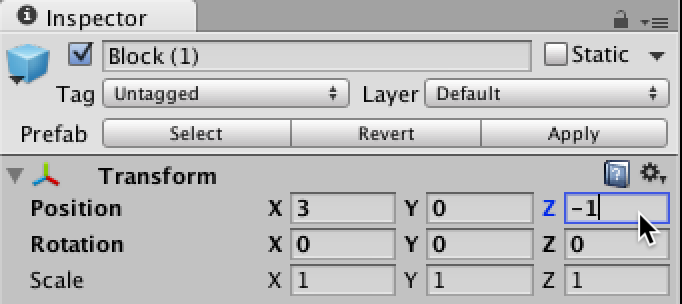 Inspector
Block (1) Static
Tag Untagged Layer Default
Prefab Select Revert Apply
Transform
Position X 3 Y 0 Z -1
Rotation X 0 Y 0 Z 0
Scale X 1 Y 1 Z 1